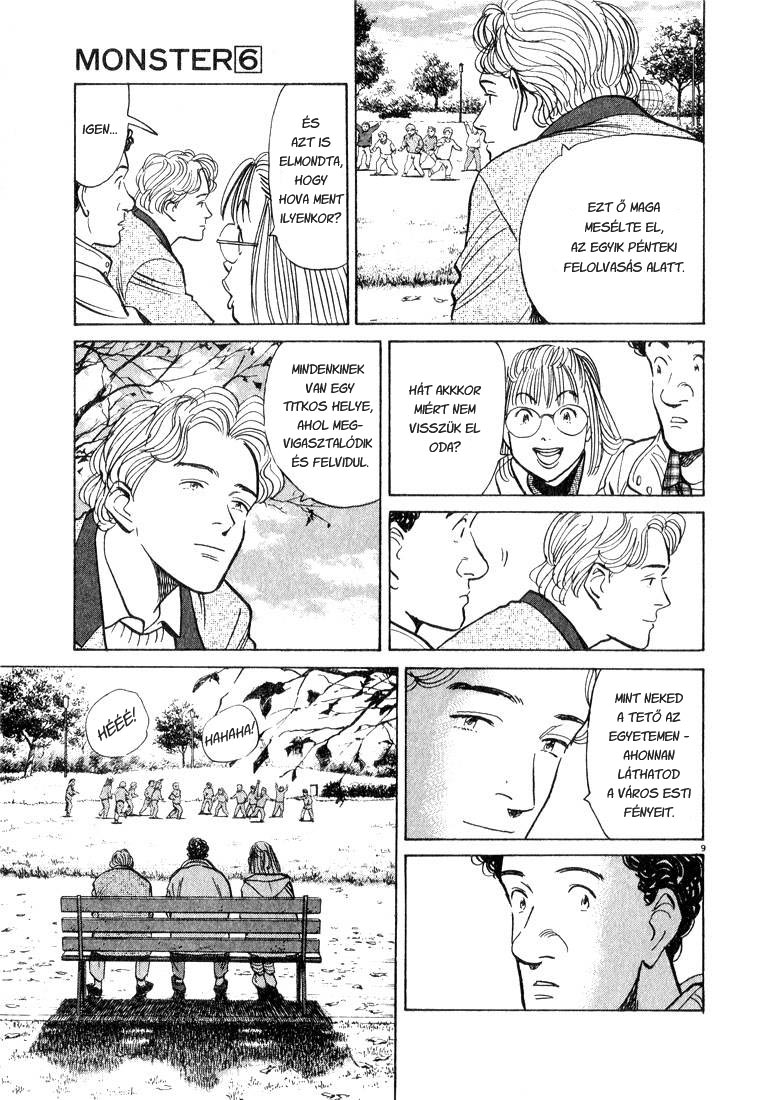 MONSTER 6
EZT Ő MAGA
MESÉLTE EL,
AZ EGYIK PÉNTEKI
FELOLVASÁS ALATT.
ÉS
AZT IS
ELMONDTA,
HOGY
HOVA MENT
ILYENKOR?
IGEN...
HÁT AKKKOR
MIÉRT NEM
VISSZÜK EL
ODA?
MINDENKINEK
VAN EGY
TITKOS HELYE,
AHOL MEG-
VIGASZTALÓDIK
ÉS FELVIDUL.
MINT NEKED
A TETŐ AZ
EGYETEMEN -
AHONNAN
LÁTHATOD
A VÁROS ESTI
FÉNYEIT.
9
HAHAHA!
HÉÉÉ!